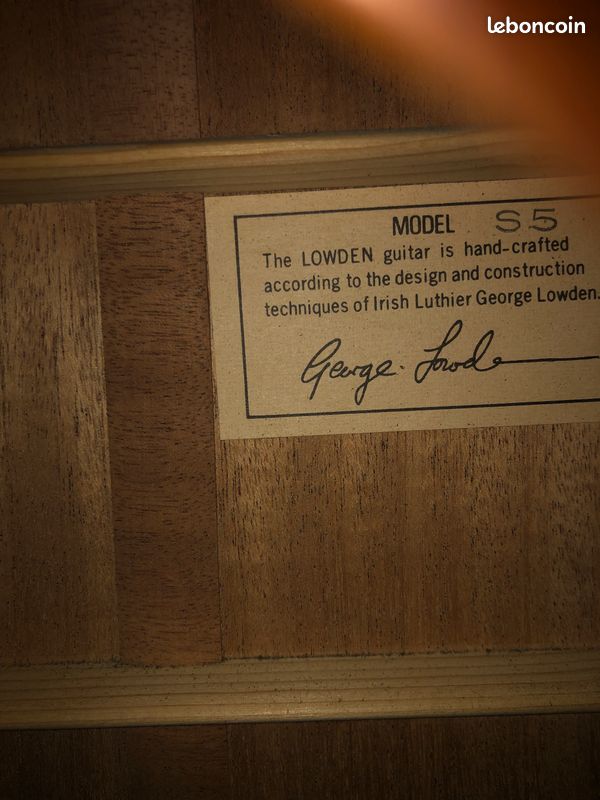 leboncoin
MODEL S5
The LOWDEN guitar is hand-crafted
according to the design and construction
techniques of Irish Luthier George Lowden.
George Lowde